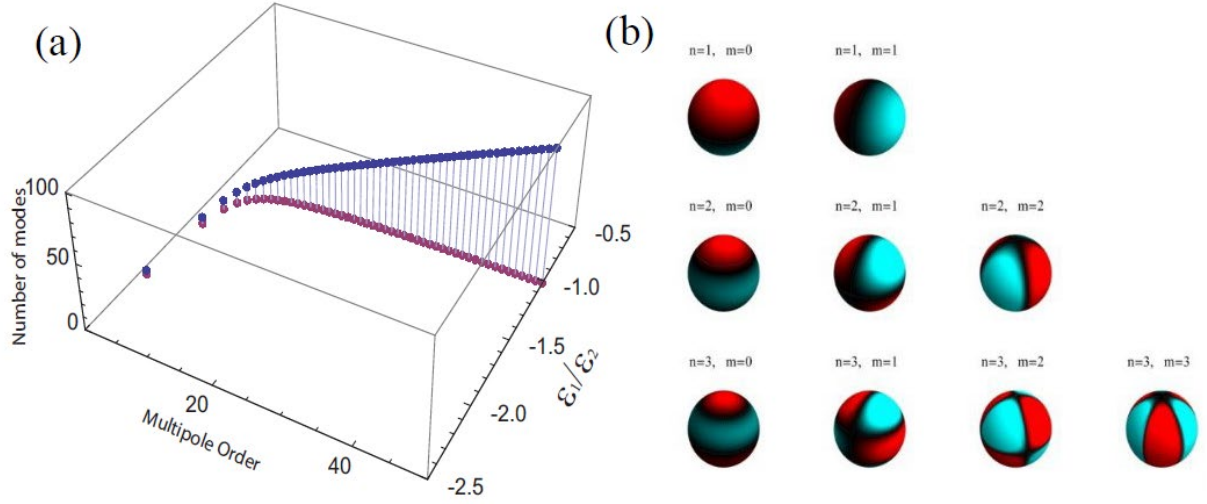 (a)
100
50
0
Number of modes
20
40
Multipole Order
-0.5
-1.0
-1.5
-2.0
-2.5
ε₁/ε₂
(b)
n=1, m=0
n=1, m=1
n=2, m=0
n=2, m=1
n=2, m=2
n=3, m=0
n=3, m=1
n=3, m=2
n=3, m=3